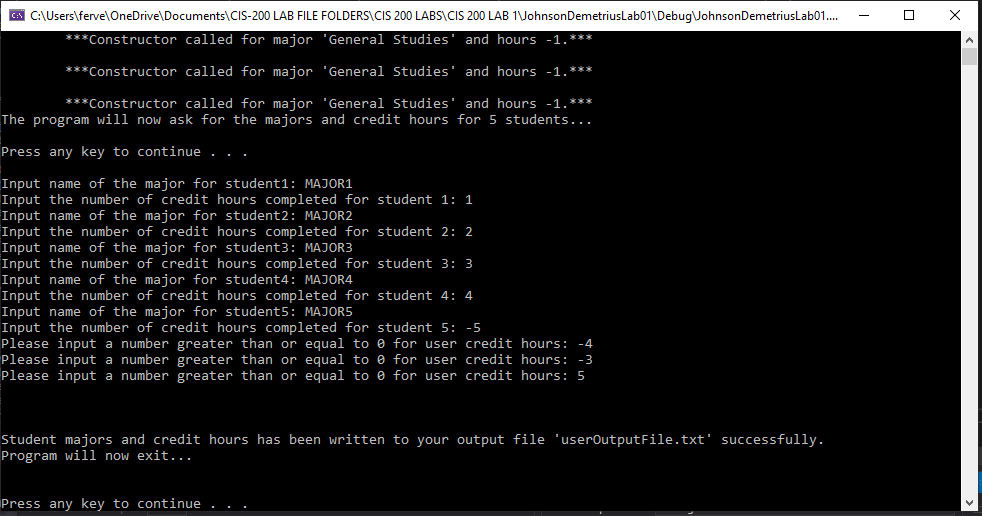 C:\Users\ferve\OneDrive\Documents\CIS-200 LAB FILE FOLDERS\CIS 200 LABS\CIS 200 LAB 1\JohnsonDemetriusLab01\Debug\JohnsonDemetriusLab01....
***Constructor called for major 'General Studies' and hours -1.***
***Constructor called for major 'General Studies' and hours -1.***
***Constructor called for major 'General Studies' and hours -1.***
The program will now ask for the majors and credit hours for 5 students...
Press any key to continue . . .
Input name of the major for student1: MAJOR1
Input the number of credit hours completed for student 1: 1
Input name of the major for student2: MAJOR2
Input the number of credit hours completed for student 2: 2
Input name of the major for student3: MAJOR3
Input the number of credit hours completed for student 3: 3
Input name of the major for student4: MAJOR4
Input the number of credit hours completed for student 4: 4
Input name of the major for student5: MAJOR5
Input the number of credit hours completed for student 5: -5
Please input a number greater than or equal to 0 for user credit hours: -4
Please input a number greater than or equal to 0 for user credit hours: -3
Please input a number greater than or equal to 0 for user credit hours: 5
Student majors and credit hours has been written to your output file 'userOutputFile.txt' successfully.
Program will now exit...
Press any key to continue . . .